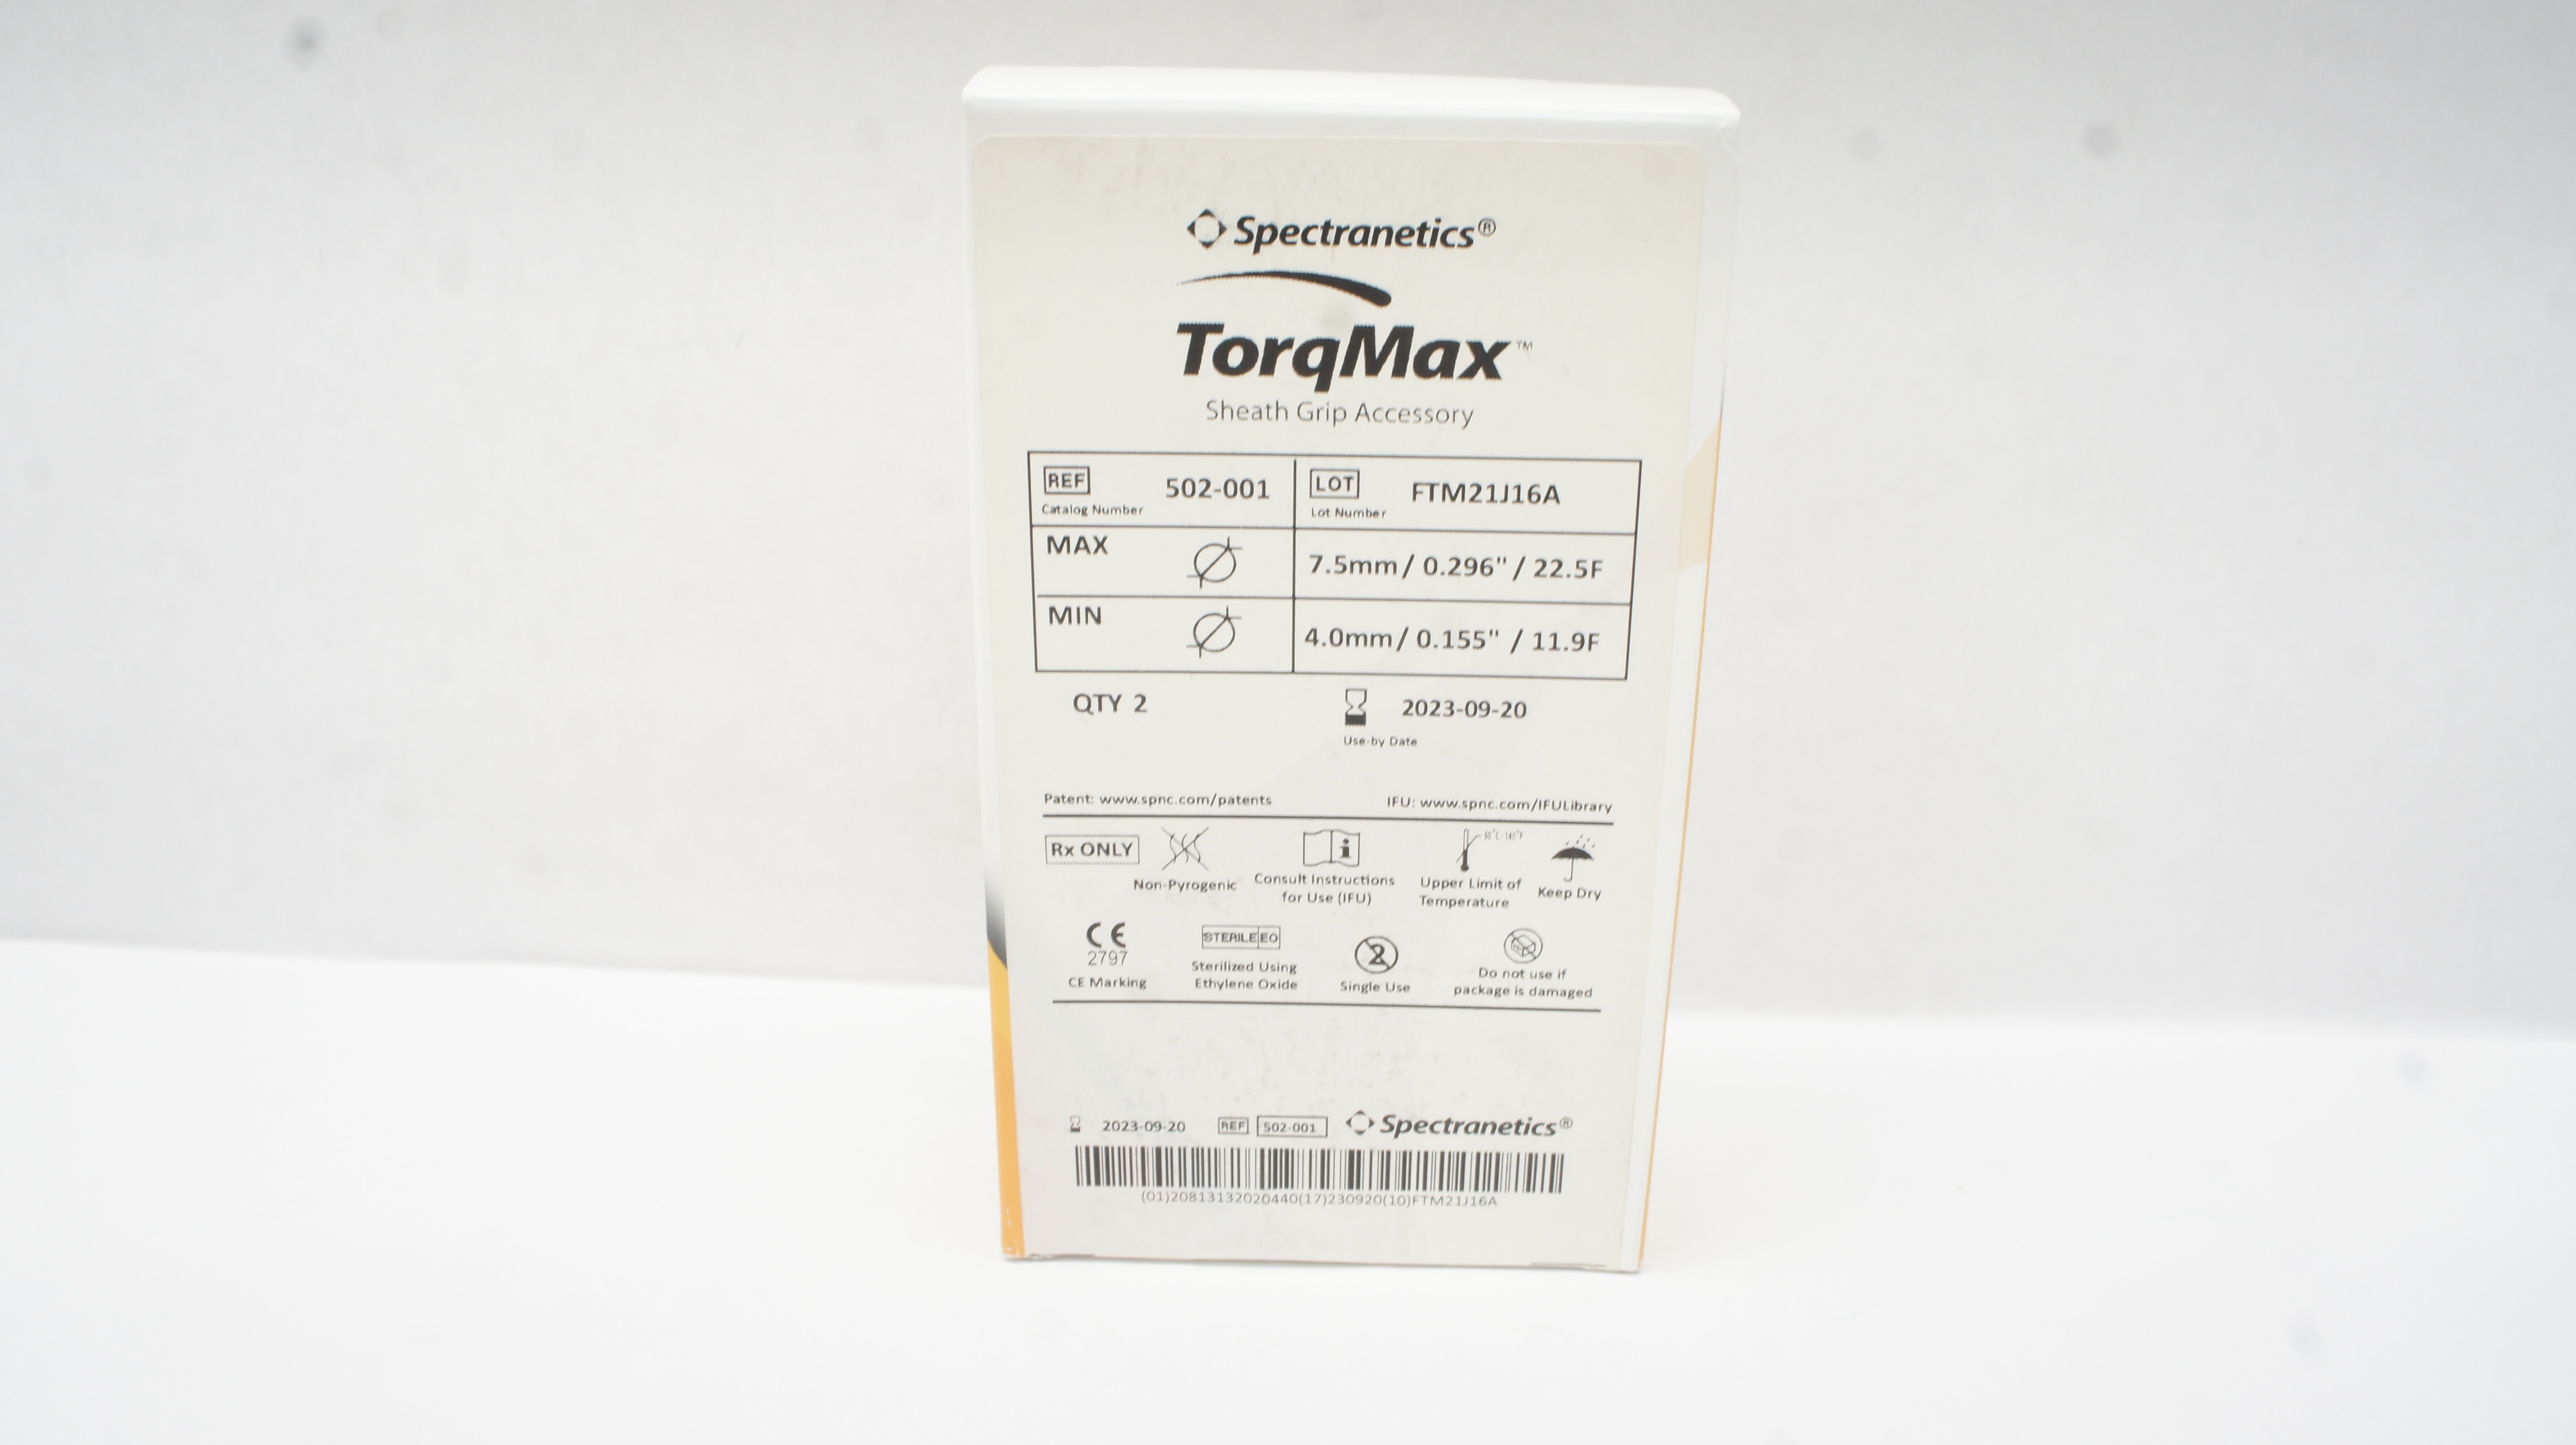 Spectranetics®
TorqMax™
Sheath Grip Accessory
REF 502-001 LOT FTM21J16A
Catalog Number Lot Number
MAX 7.5mm / 0.296" / 22.5F
MIN 4.0mm / 0.155" / 11.9F
QTY 2 2023-09-20
Use-by Date
Patent: www.spnc.com/patents IFU: www.spnc.com/IFULibrary
Rx ONLY
Non-Pyrogenic Consult Instructions for Use (IFU) Upper Limit of Temperature Keep Dry
CE STERILE EO 2
2797
CE Marking Sterilized Using Ethylene Oxide Single Use Do not use if package is damaged
2023-09-20 REF 502-001 Spectranetics®
(01)20813132020440(17)230920(10)FTM21J16A